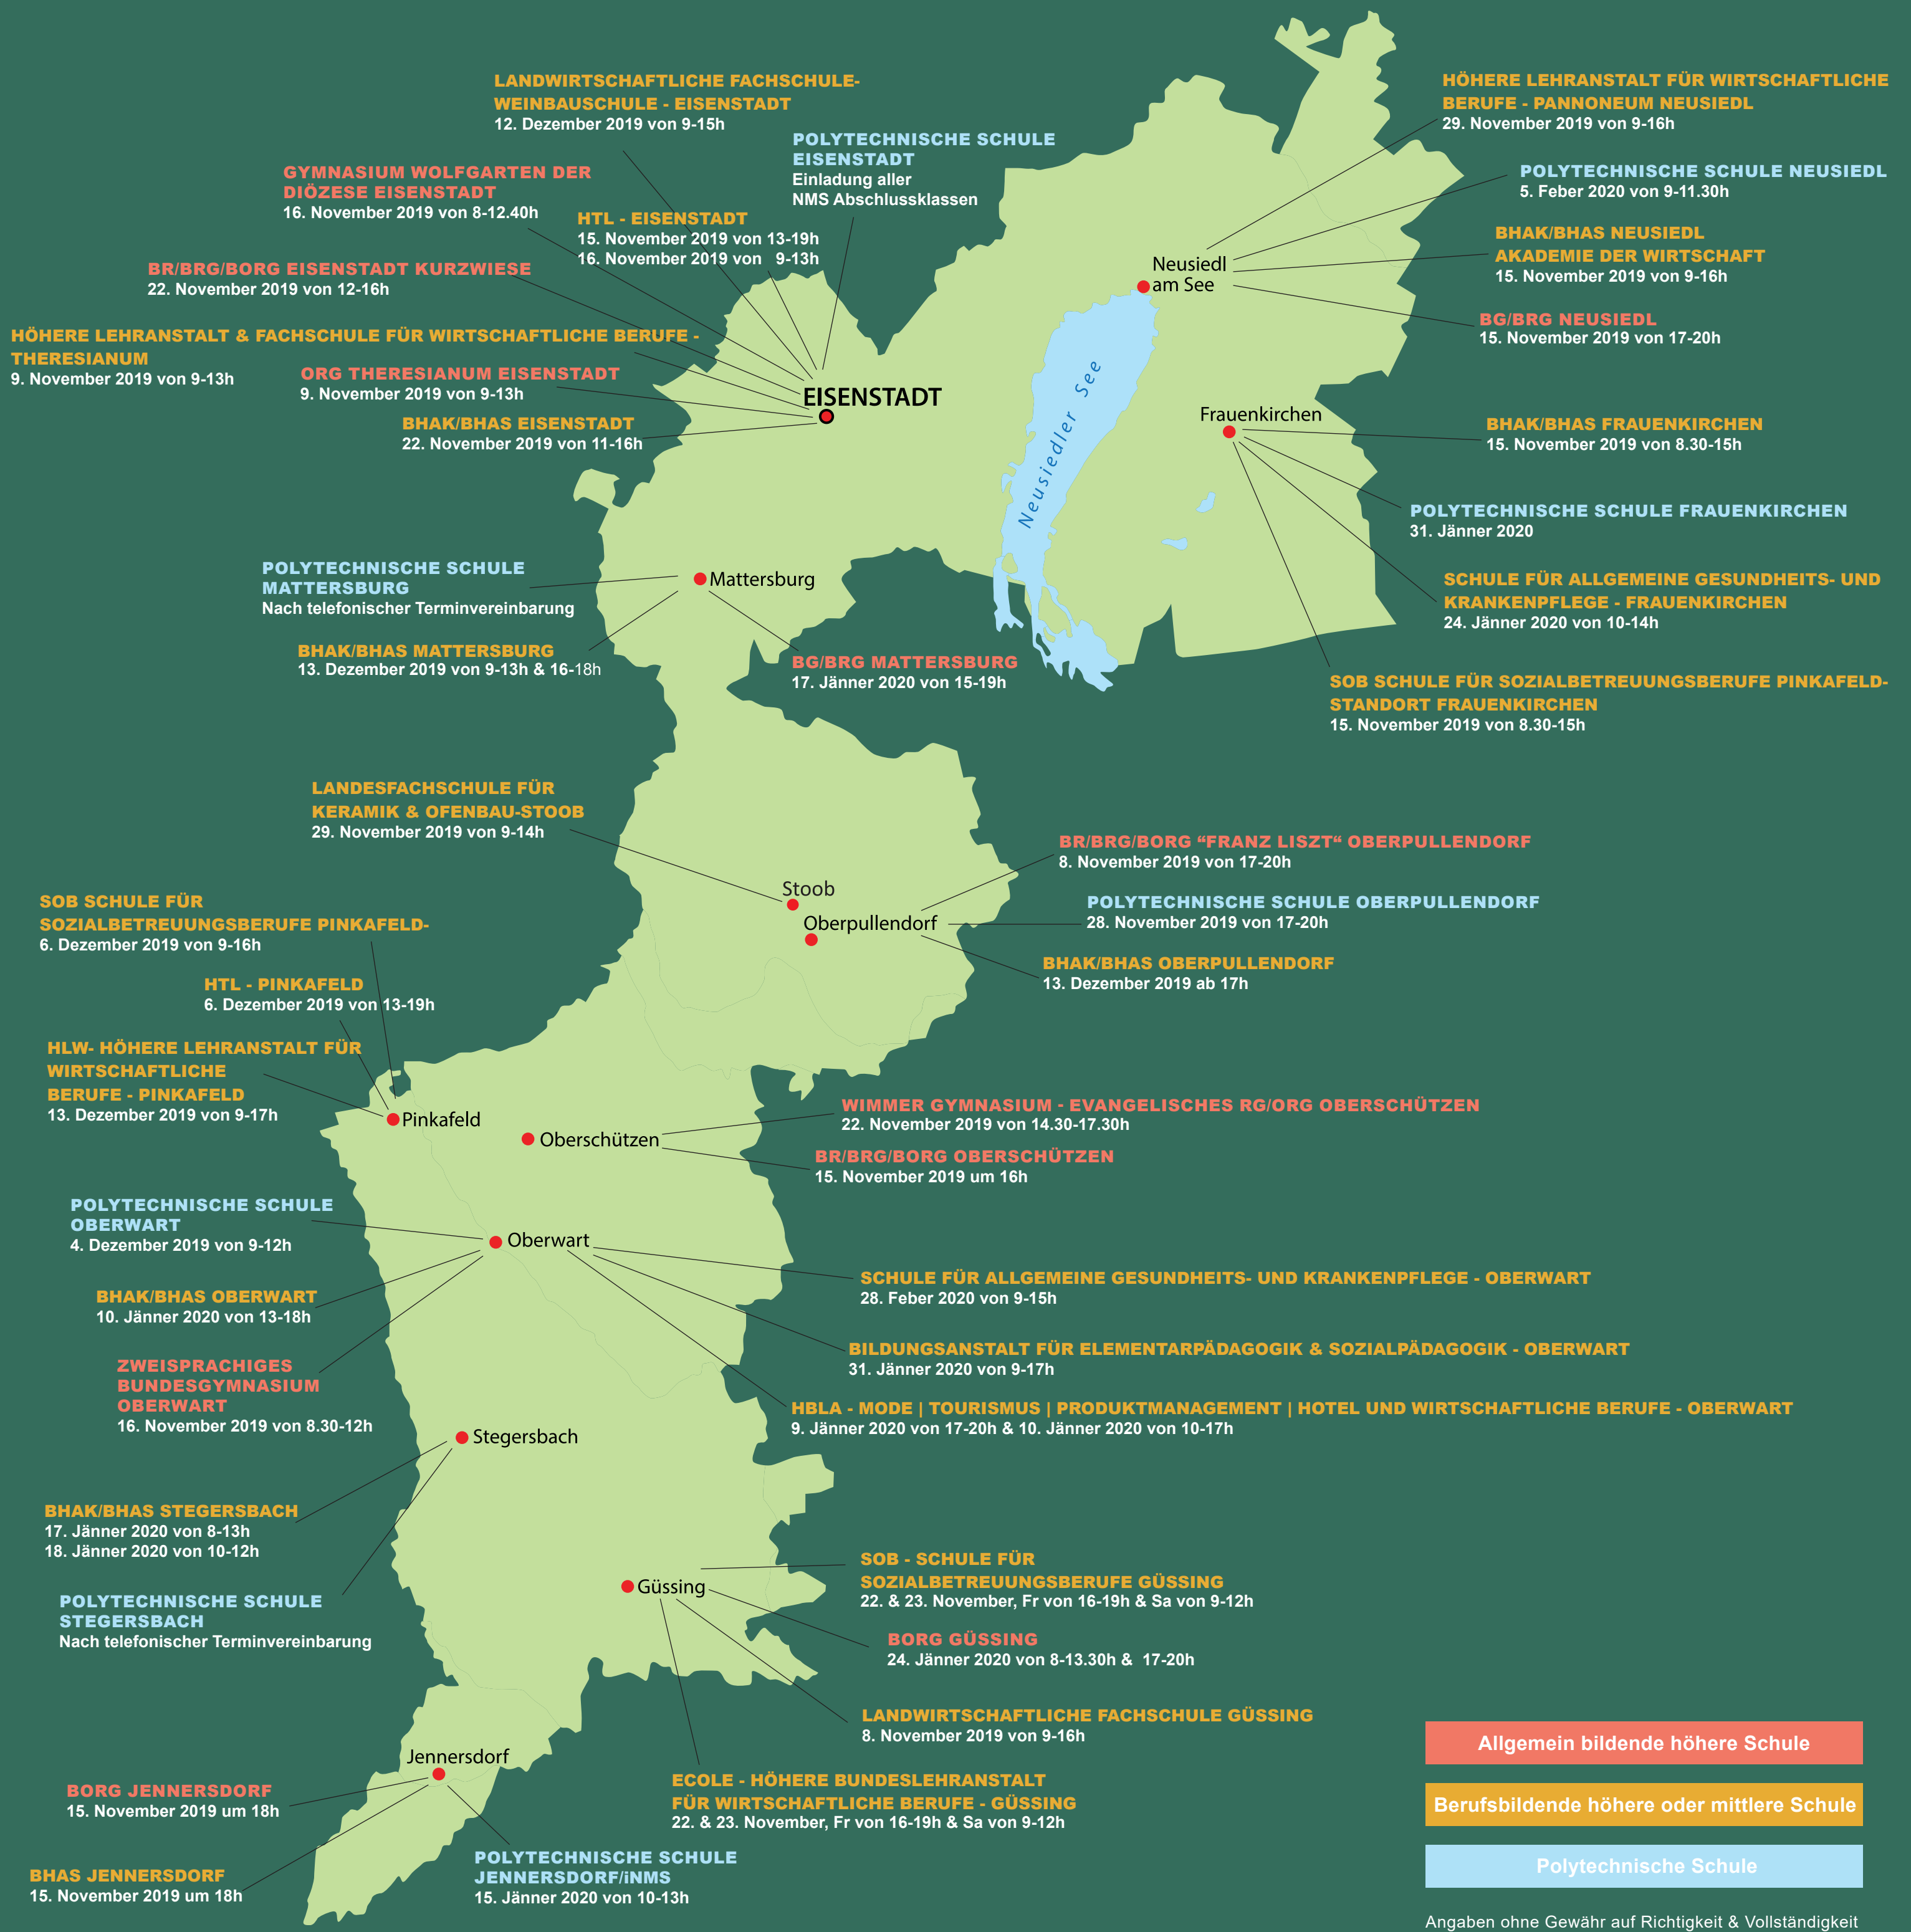 LANDWIRTSCHAFTLICHE FACHSCHULE-
WEINBAUSCHULE - EISENSTADT
12. Dezember 2019 von 9-15h
POLYTECHNISCHE SCHULE
EISENSTADT
Einladung aller
NMS Abschlussklassen
GYMNASIUM WOLFGARTEN DER
DIÖZESE EISENSTADT
16. November 2019 von 8-12.40h
HTL - EISENSTADT
15. November 2019 von 13-19h
16. November 2019 von 9-13h
BR/BRG/BORG EISENSTADT KURZWIESE
22. November 2019 von 12-16h
HÖHERE LEHRANSTALT & FACHSCHULE FÜR WIRTSCHAFTLICHE BERUFE -
THERESIANUM
9. November 2019 von 9-13h
ORG THERESIANUM EISENSTADT
9. November 2019 von 9-13h
BHAK/BHAS EISENSTADT
22. November 2019 von 11-16h
EISENSTADT
HÖHERE LEHRANSTALT FÜR WIRTSCHAFTLICHE
BERUFE - PANNONEUM NEUSIEDL
29. November 2019 von 9-16h
POLYTECHNISCHE SCHULE NEUSIEDL
5. Feber 2020 von 9-11.30h
BHAK/BHAS NEUSIEDL
AKADEMIE DER WIRTSCHAFT
15. November 2019 von 9-16h
BG/BRG NEUSIEDL
15. November 2019 von 17-20h
Neusiedl
am See
Neusiedler See
Frauenkirchen
BHAK/BHAS FRAUENKIRCHEN
15. November 2019 von 8.30-15h
POLYTECHNISCHE SCHULE FRAUENKIRCHEN
31. Jänner 2020
SCHULE FÜR ALLGEMEINE GESUNDHEITS- UND
KRANKENPFLEGE - FRAUENKIRCHEN
24. Jänner 2020 von 10-14h
SOB SCHULE FÜR SOZIALBETREUUNGSBERUFE PINKAFELD-
STANDORT FRAUENKIRCHEN
15. November 2019 von 8.30-15h
POLYTECHNISCHE SCHULE
MATTERSBURG
Nach telefonischer Terminvereinbarung
Mattersburg
BHAK/BHAS MATTERSBURG
13. Dezember 2019 von 9-13h & 16-18h
BG/BRG MATTERSBURG
17. Jänner 2020 von 15-19h
LANDESFACHSCHULE FÜR
KERAMIK & OFENBAU-STOOB
29. November 2019 von 9-14h
Stoob
Oberpullendorf
BR/BRG/BORG “FRANZ LISZT“ OBERPULLENDORF
8. November 2019 von 17-20h
POLYTECHNISCHE SCHULE OBERPULLENDORF
28. November 2019 von 17-20h
BHAK/BHAS OBERPULLENDORF
13. Dezember 2019 ab 17h
SOB SCHULE FÜR
SOZIALBETREUUNGSBERUFE PINKAFELD-
6. Dezember 2019 von 9-16h
HTL - PINKAFELD
6. Dezember 2019 von 13-19h
HLW- HÖHERE LEHRANSTALT FÜR
WIRTSCHAFTLICHE
BERUFE - PINKAFELD
13. Dezember 2019 von 9-17h
Pinkafeld
Oberschützen
WIMMER GYMNASIUM - EVANGELISCHES RG/ORG OBERSCHÜTZEN
22. November 2019 von 14.30-17.30h
BR/BRG/BORG OBERSCHÜTZEN
15. November 2019 um 16h
POLYTECHNISCHE SCHULE
OBERWART
4. Dezember 2019 von 9-12h
Oberwart
BHAK/BHAS OBERWART
10. Jänner 2020 von 13-18h
ZWEISPRACHIGES
BUNDESGYMNASIUM
OBERWART
16. November 2019 von 8.30-12h
SCHULE FÜR ALLGEMEINE GESUNDHEITS- UND KRANKENPFLEGE - OBERWART
28. Feber 2020 von 9-15h
BILDUNGSANSTALT FÜR ELEMENTARPÄDAGOGIK & SOZIALPÄDAGOGIK - OBERWART
31. Jänner 2020 von 9-17h
HBLA - MODE | TOURISMUS | PRODUKTMANAGEMENT | HOTEL UND WIRTSCHAFTLICHE BERUFE - OBERWART
9. Jänner 2020 von 17-20h & 10. Jänner 2020 von 10-17h
Stegersbach
BHAK/BHAS STEGERSBACH
17. Jänner 2020 von 8-13h
18. Jänner 2020 von 10-12h
POLYTECHNISCHE SCHULE
STEGERSBACH
Nach telefonischer Terminvereinbarung
Güssing
SOB - SCHULE FÜR
SOZIALBETREUUNGSBERUFE GÜSSING
22. & 23. November, Fr von 16-19h & Sa von 9-12h
BORG GÜSSING
24. Jänner 2020 von 8-13.30h & 17-20h
LANDWIRTSCHAFTLICHE FACHSCHULE GÜSSING
8. November 2019 von 9-16h
ECOLE - HÖHERE BUNDESLEHRANSTALT
FÜR WIRTSCHAFTLICHE BERUFE - GÜSSING
22. & 23. November, Fr von 16-19h & Sa von 9-12h
Jennersdorf
BORG JENNERSDORF
15. November 2019 um 18h
BHAS JENNERSDORF
15. November 2019 um 18h
POLYTECHNISCHE SCHULE
JENNERSDORF/iNMS
15. Jänner 2020 von 10-13h
Allgemein bildende höhere Schule
Berufsbildende höhere oder mittlere Schule
Polytechnische Schule
Angaben ohne Gewähr auf Richtigkeit & Vollständigkeit